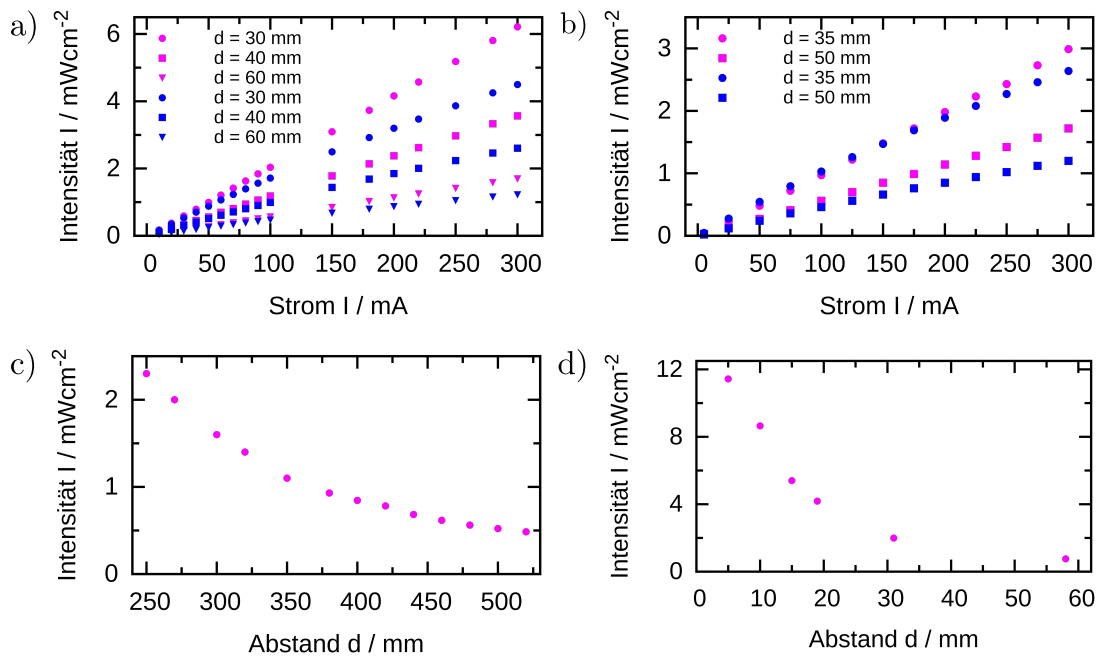 a)
Intensität I / mWcm-2
6
4
2
0
d = 30 mm
d = 40 mm
d = 60 mm
d = 30 mm
d = 40 mm
d = 60 mm
0 50 100 150 200 250 300
Strom I / mA
b)
Intensität I / mWcm-2
3
2
1
0
d = 35 mm
d = 50 mm
d = 35 mm
d = 50 mm
0 50 100 150 200 250 300
Strom I / mA
c)
Intensität I / mWcm-2
2
1
0
250 300 350 400 450 500
Abstand d / mm
d)
Intensität I / mWcm-2
12
8
4
0
0 10 20 30 40 50 60
Abstand d / mm